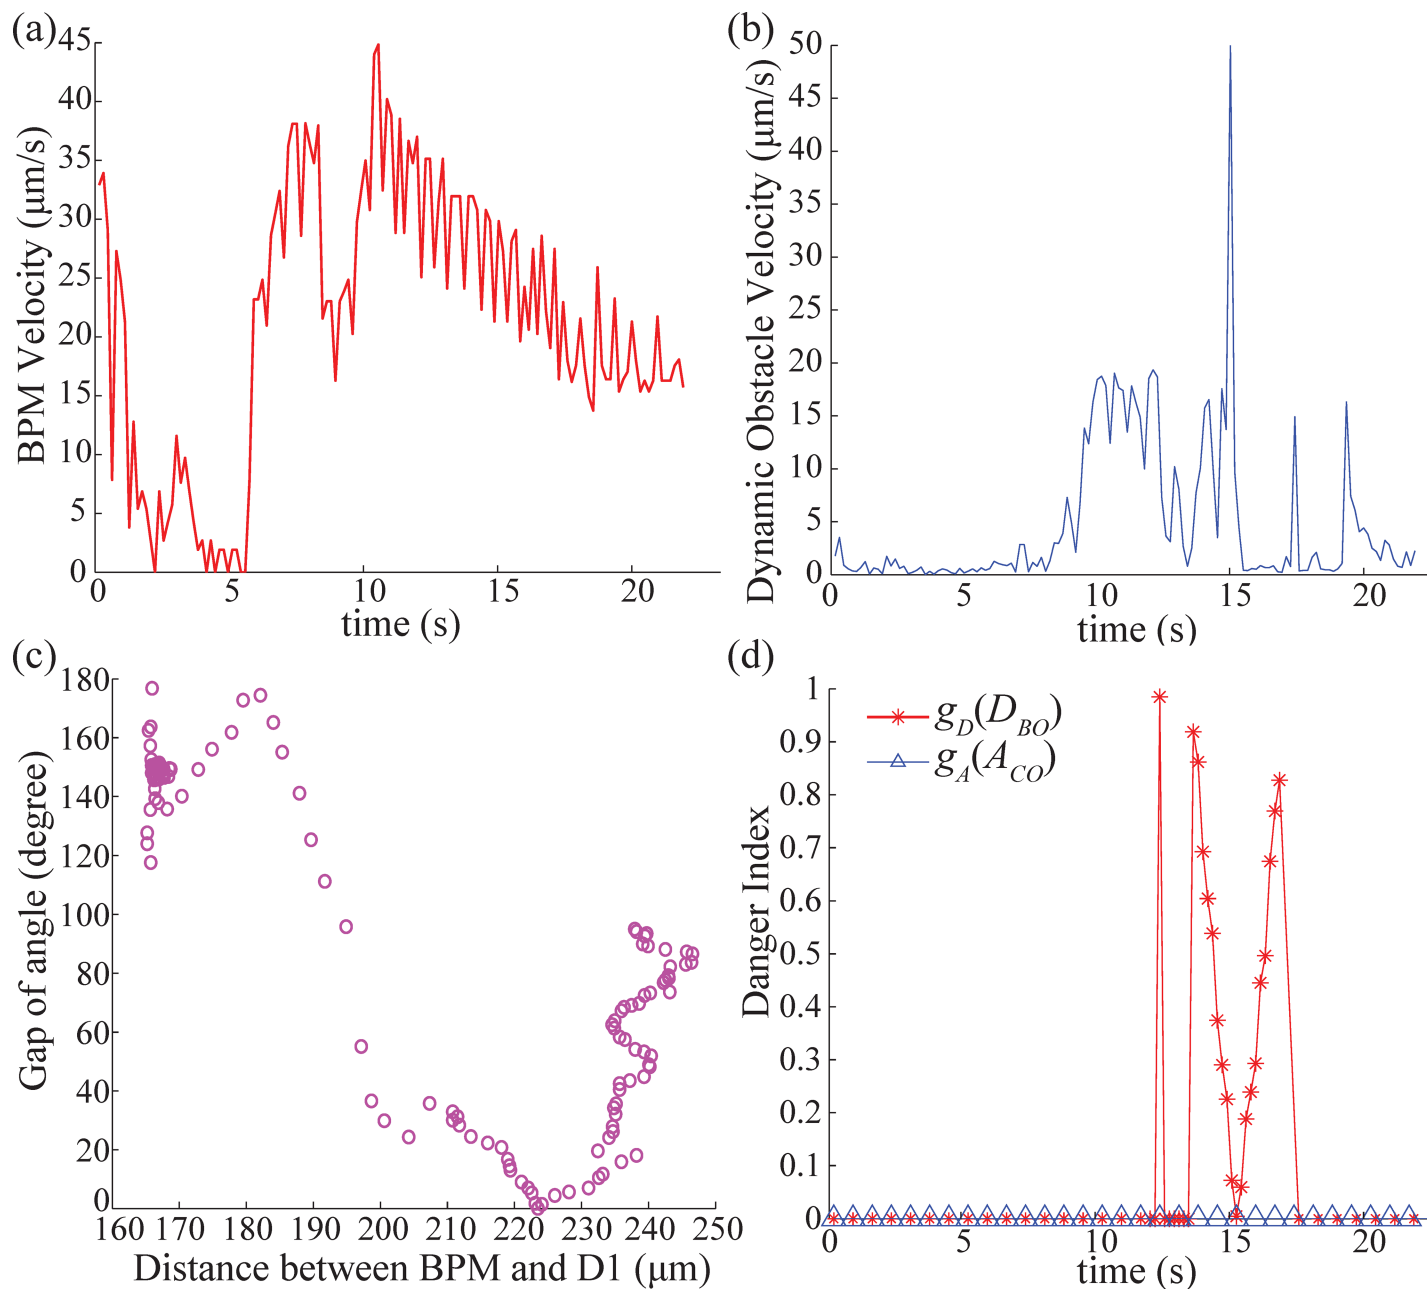 (a)
BPM Velocity (μm/s)
45
40
35
30
25
20
15
10
5
0
0 5 10 15 20
time (s)
(b)
Dynamic Obstacle Velocity (μm/s)
50
45
40
35
30
25
20
15
10
5
0
0 5 10 15 20
time (s)
(c)
Gap of angle (degree)
180
160
140
120
100
80
60
40
20
0
160 170 180 190 200 210 220 230 240 250
Distance between BPM and D1 (μm)
(d)
Danger Index
1
0.9
0.8
0.7
0.6
0.5
0.4
0.3
0.2
0.1
0
g_D(D_BO)
g_A(A_CO)
0 5 10 15 20
time (s)